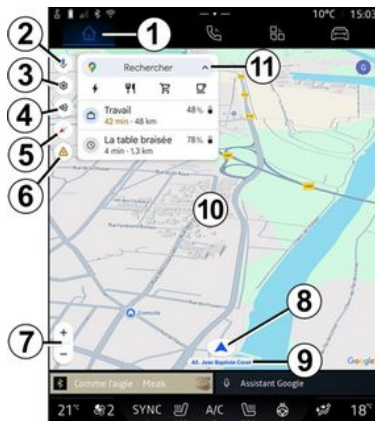 10°C 15:03
1
2
3
4
5
6
7
8
9
10
11
Rechercher
G
Travail 48%
42 min - 48 km
La table braisée 78%
4 min - 1,3 km
Domicile
+
−
All. Jean Baptiste Corot
Google
Comme l'aigle - Meak
Assistant Google
21° 2 SYNC A/C 18°